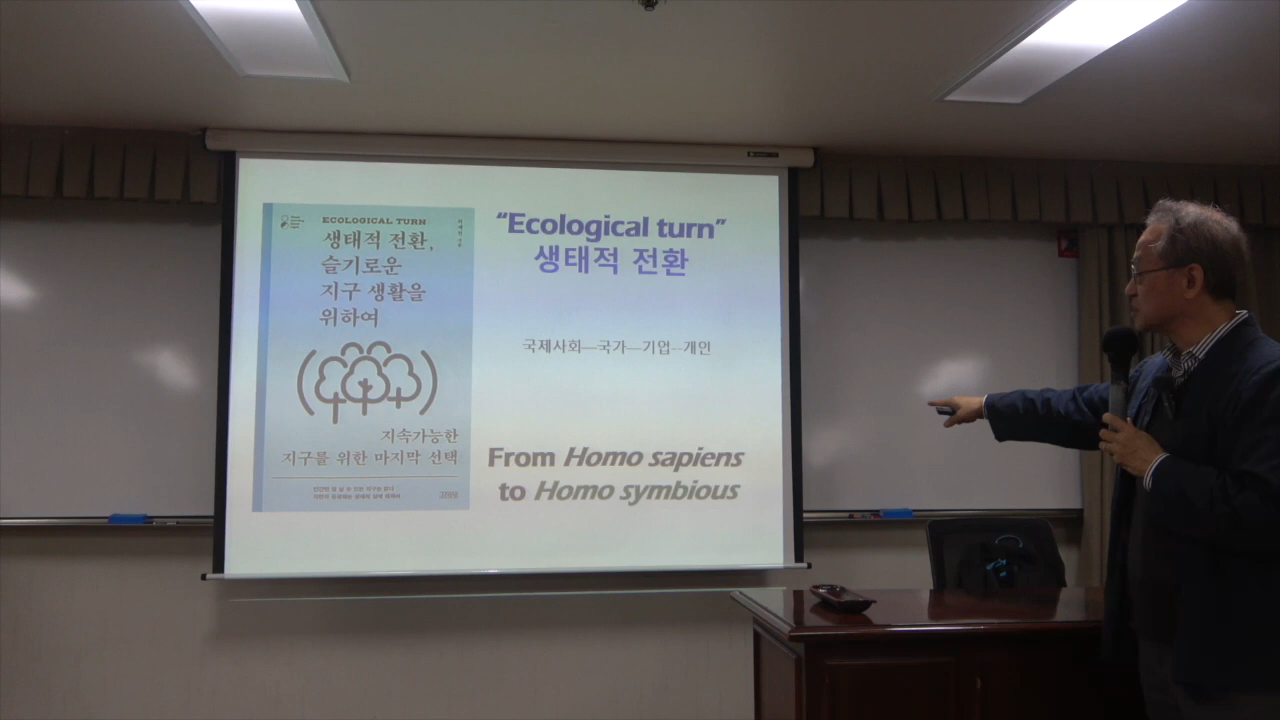 ECOLOGICAL TURN
생태적 전환,
슬기로운
지구 생활을
위하여
지속가능한
지구를 위한 마지막 선택
김영사
“Ecological turn”
생태적 전환
국제사회—국가—기업—개인
From Homo sapiens
to Homo symbious